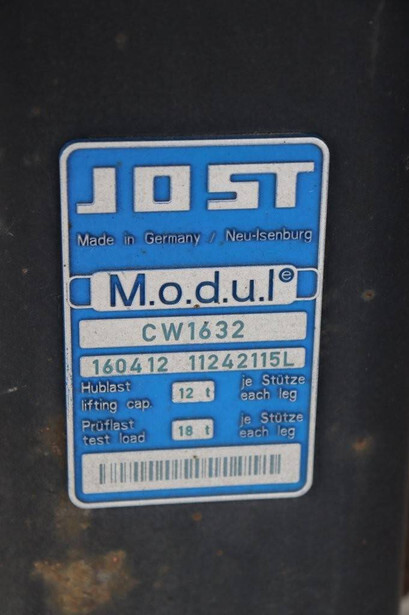 JOST
Made in Germany / Neu-Isenburg
M.o.d.u.l e
CW1632
160412 11242115L
Hublast 12 t je Stütze
lifting cap. each leg
Prüflast 18 t je Stütze
test load each leg